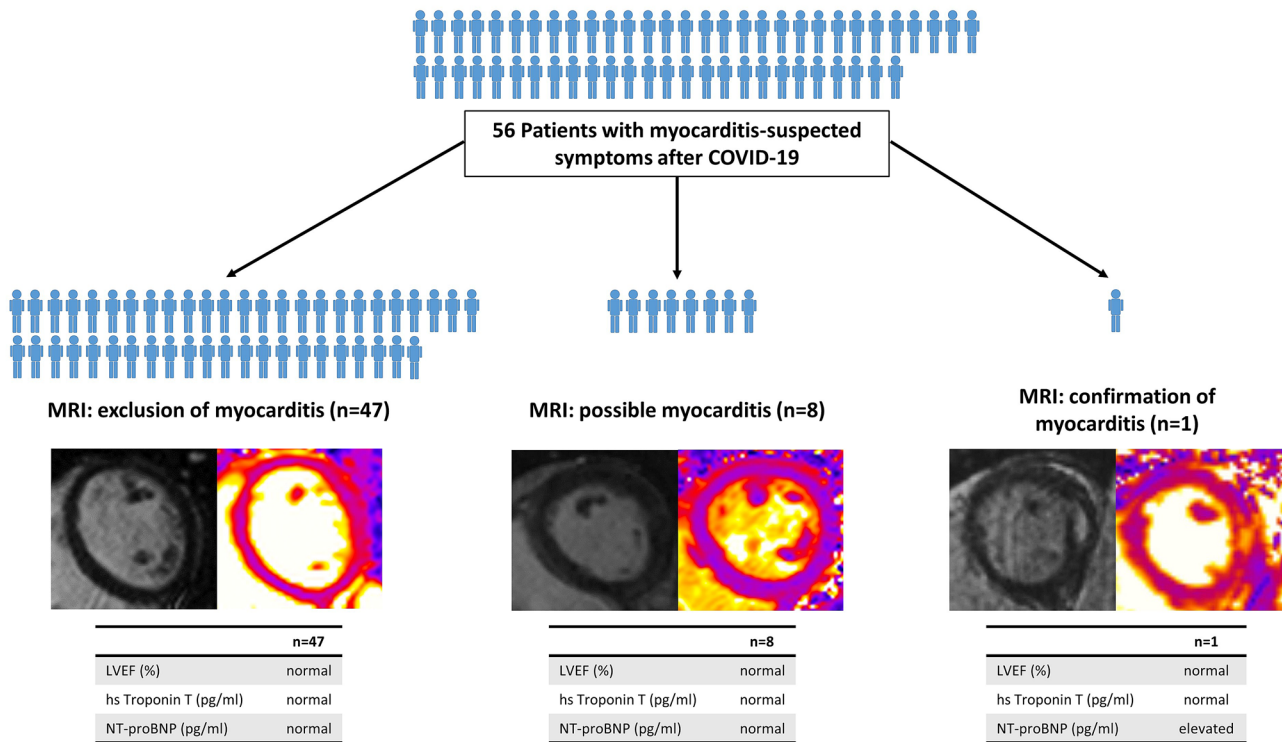 56 Patients with myocarditis-suspected
symptoms after COVID-19
MRI: exclusion of myocarditis (n=47)
MRI: possible myocarditis (n=8)
MRI: confirmation of
myocarditis (n=1)
n=47
LVEF (%) normal
hs Troponin T (pg/ml) normal
NT-proBNP (pg/ml) normal
n=8
LVEF (%) normal
hs Troponin T (pg/ml) normal
NT-proBNP (pg/ml) normal
n=1
LVEF (%) normal
hs Troponin T (pg/ml) normal
NT-proBNP (pg/ml) elevated